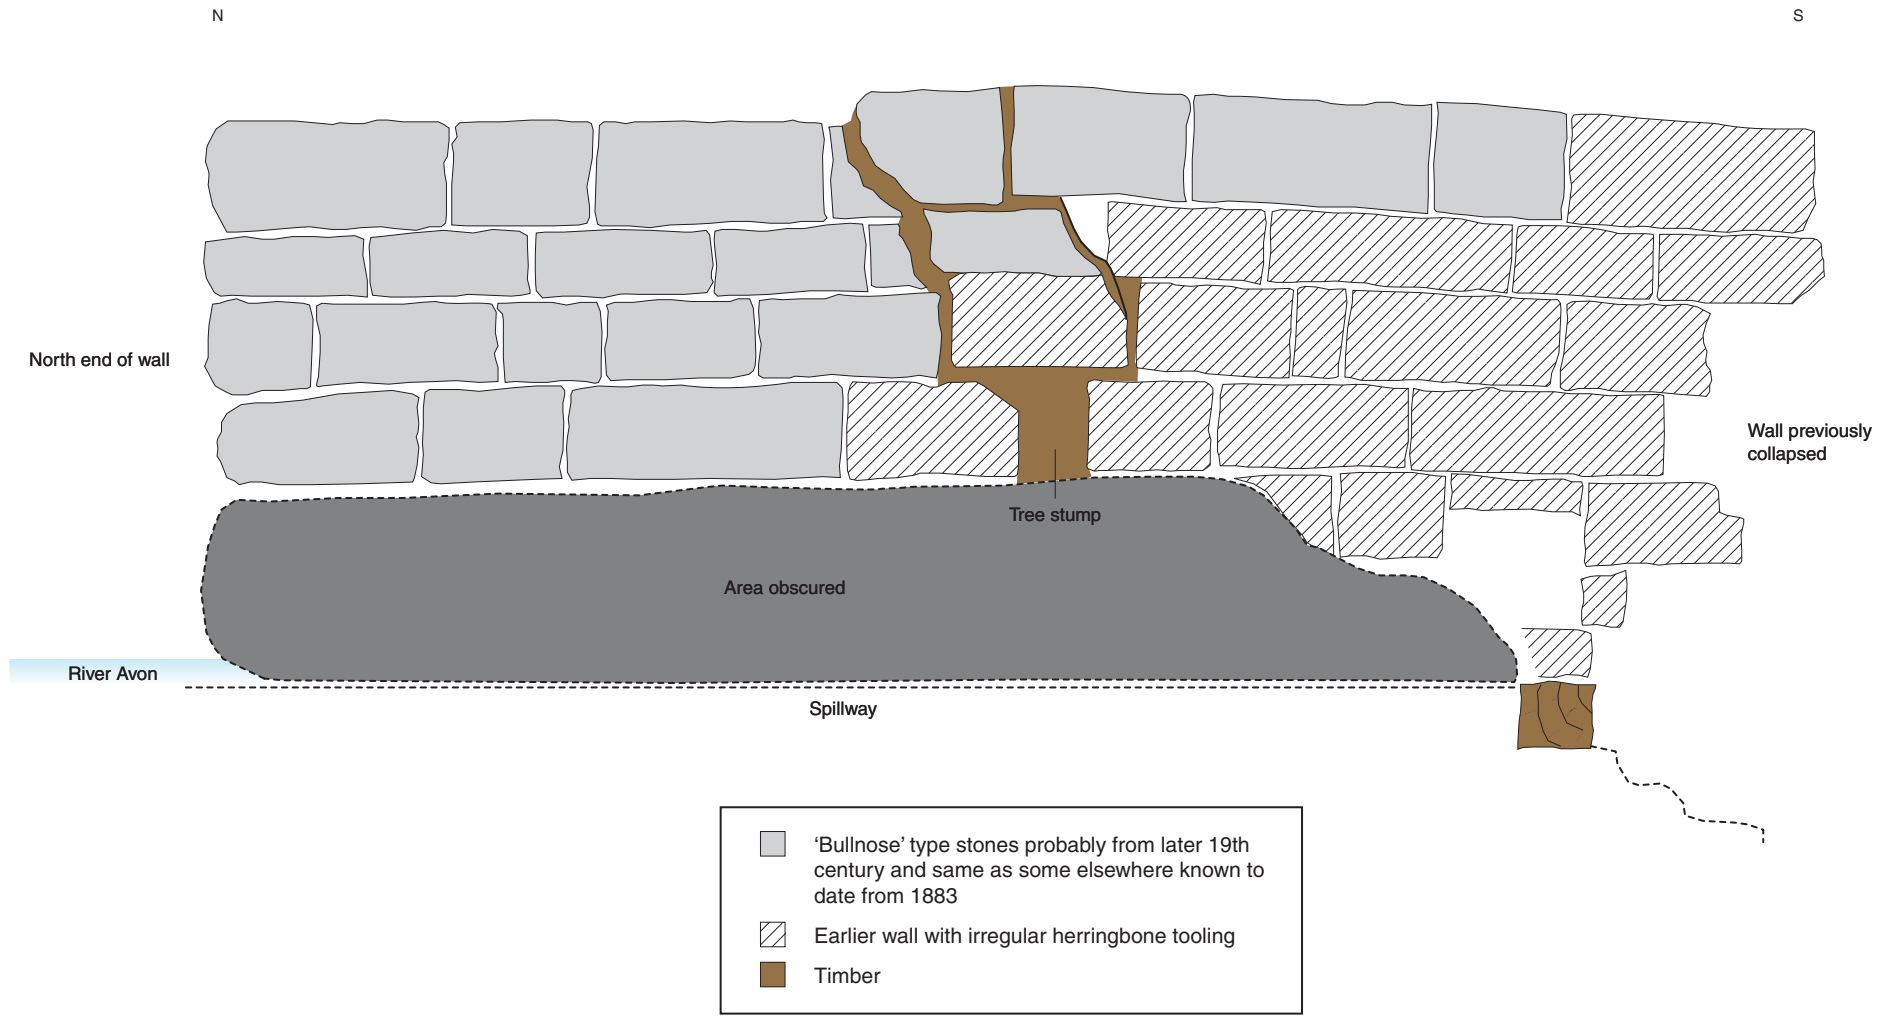 N
S
North end of wall
Wall previously
collapsed
Tree stump
Area obscured
River Avon
Spillway
‘Bullnose’ type stones probably from later 19th
century and same as some elsewhere known to
date from 1883
Earlier wall with irregular herringbone tooling
Timber